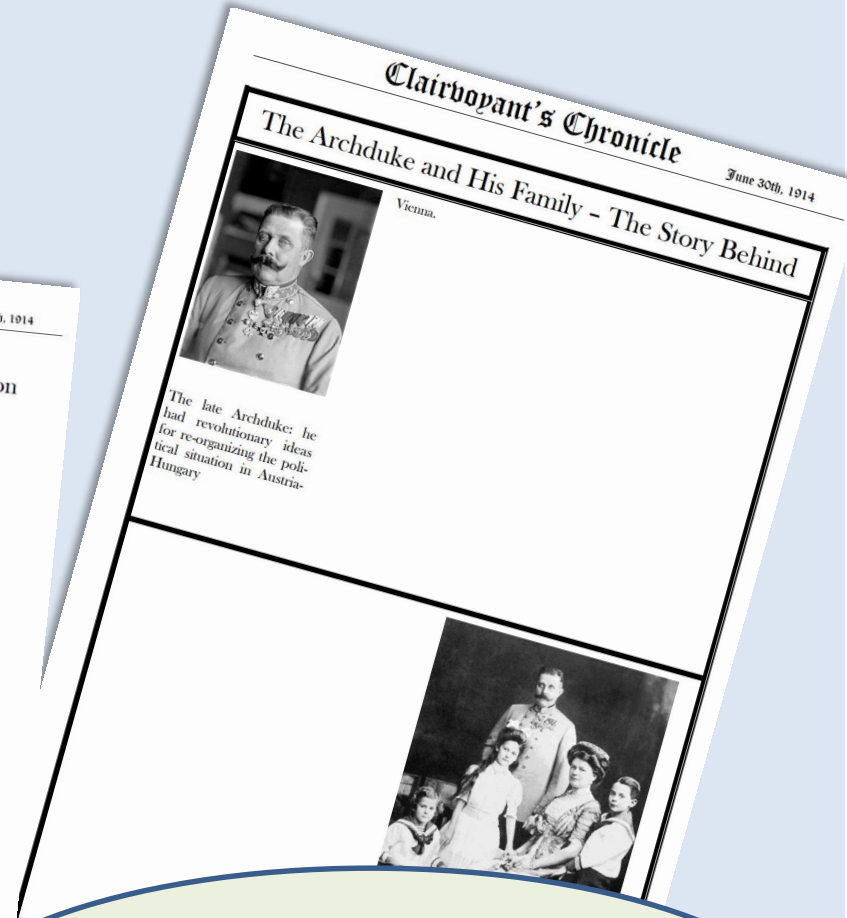 Clairvoyant's Chronicle
June 30th, 1914
The Archduke and His Family - The Story Behind
Vienna.
The late Archduke: he
had revolutionary ideas
for re-organizing the poli-
tical situation in Austria-
Hungary
, 1914
on